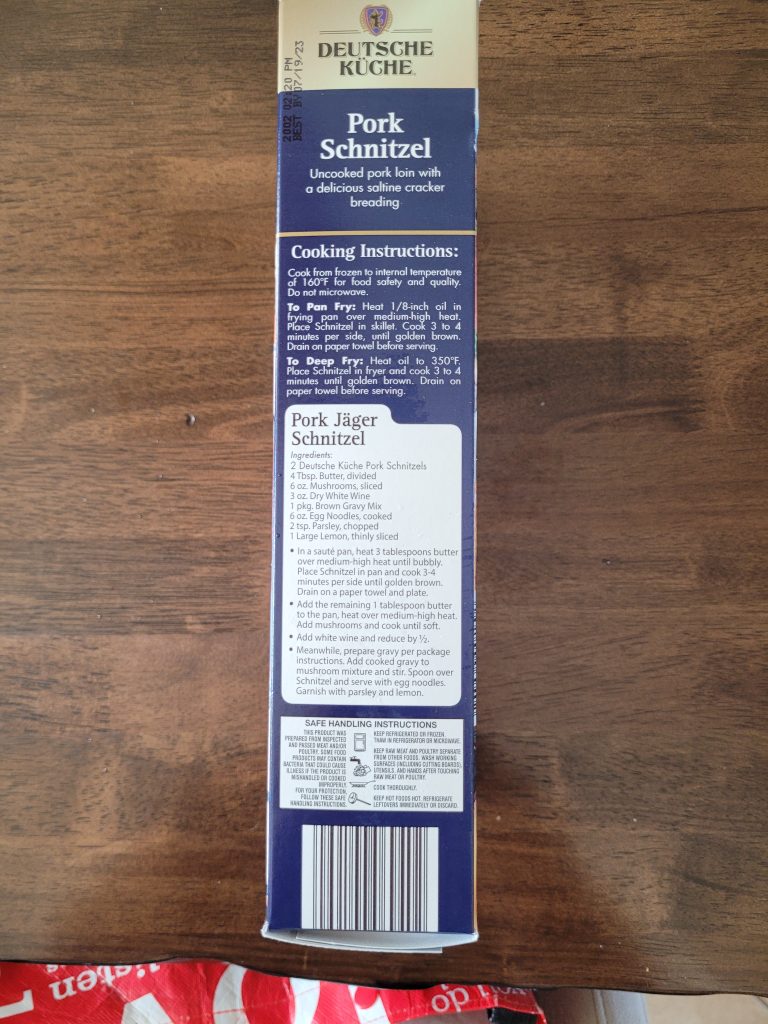 DEUTSCHE
KÜCHE
2002 02:20 PM
BEST BY 07/19/23
Pork
Schnitzel
Uncooked pork loin with
a delicious saltine cracker
breading
Cooking Instructions:
Cook from frozen to internal temperature
of 160°F for food safety and quality.
Do not microwave.
To Pan Fry: Heat 1/8-inch oil in
frying pan over medium-high heat.
Place Schnitzel in skillet. Cook 3 to 4
minutes per side, until golden brown.
Drain on paper towel before serving.
To Deep Fry: Heat oil to 350°F.
Place Schnitzel in fryer and cook 3 to 4
minutes until golden brown. Drain on
paper towel before serving.
Pork Jäger
Schnitzel
Ingredients:
2 Deutsche Küche Pork Schnitzels
4 Tbsp. Butter, divided
6 oz. Mushrooms, sliced
3 oz. Dry White Wine
1 pkg. Brown Gravy Mix
6 oz. Egg Noodles, cooked
2 tsp. Parsley, chopped
1 Large Lemon, thinly sliced
• In a sauté pan, heat 3 tablespoons butter
over medium-high heat until bubbly.
Place Schnitzel in pan and cook 3-4
minutes per side until golden brown.
Drain on a paper towel and plate.
• Add the remaining 1 tablespoon butter
to the pan, heat over medium-high heat.
Add mushrooms and cook until soft.
• Add white wine and reduce by ½.
• Meanwhile, prepare gravy per package
instructions. Add cooked gravy to
mushroom mixture and stir. Spoon over
Schnitzel and serve with egg noodles.
Garnish with parsley and lemon.
SAFE HANDLING INSTRUCTIONS
THIS PRODUCT WAS
PREPARED FROM INSPECTED
AND PASSED MEAT AND/OR
POULTRY. SOME FOOD
PRODUCTS MAY CONTAIN
BACTERIA THAT COULD CAUSE
ILLNESS IF THE PRODUCT IS
MISHANDLED OR COOKED
IMPROPERLY.
FOR YOUR PROTECTION,
FOLLOW THESE SAFE
HANDLING INSTRUCTIONS.
KEEP REFRIGERATED OR FROZEN.
THAW IN REFRIGERATOR OR MICROWAVE.
KEEP RAW MEAT AND POULTRY SEPARATE
FROM OTHER FOODS. WASH WORKING
SURFACES (INCLUDING CUTTING BOARDS),
UTENSILS, AND HANDS AFTER TOUCHING
RAW MEAT OR POULTRY.
COOK THOROUGHLY.
KEEP HOT FOODS HOT. REFRIGERATE
LEFTOVERS IMMEDIATELY OR DISCARD.
listen
you do